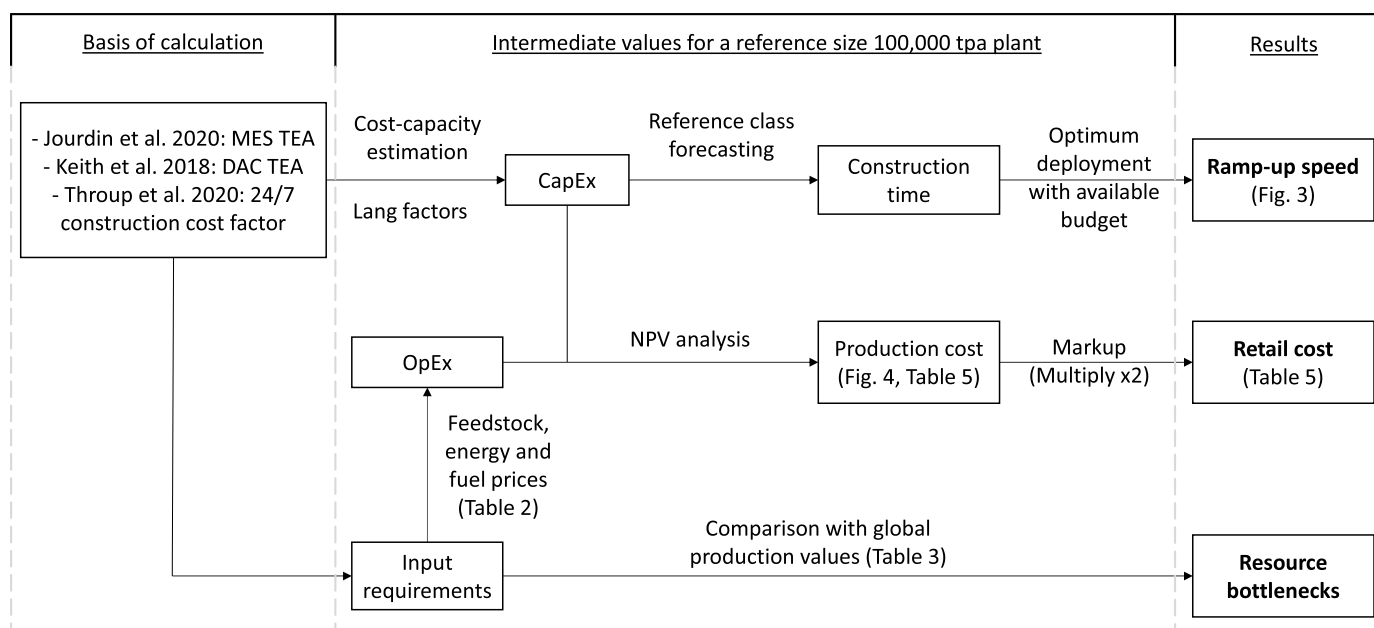 Basis of calculation
Intermediate values for a reference size 100,000 tpa plant
Results
- Jourdin et al. 2020: MES TEA
- Keith et al. 2018: DAC TEA
- Throup et al. 2020: 24/7
construction cost factor
Cost-capacity
estimation
Lang factors
CapEx
Reference class
forecasting
Construction
time
Optimum
deployment
with available
budget
Ramp-up speed
(Fig. 3)
OpEx
NPV analysis
Production cost
(Fig. 4, Table 5)
Markup
(Multiply x2)
Retail cost
(Table 5)
Feedstock,
energy and
fuel prices
(Table 2)
Input
requirements
Comparison with global
production values (Table 3)
Resource
bottlenecks